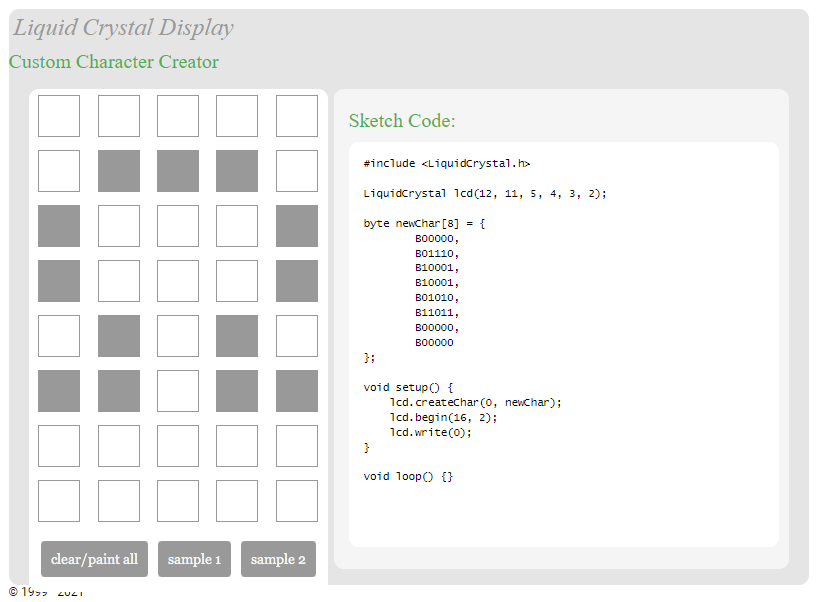 Liquid Crystal Display
Custom Character Creator
Sketch Code:
#include <LiquidCrystal.h>
LiquidCrystal lcd(12, 11, 5, 4, 3, 2);
byte newChar[8] = {
B00000,
B01110,
B10001,
B10001,
B01010,
B11011,
B00000,
B00000
};
void setup() {
lcd.createChar(0, newChar);
lcd.begin(16, 2);
lcd.write(0);
}
void loop() {}
clear/paint all
sample 1
sample 2
© 1999 2021